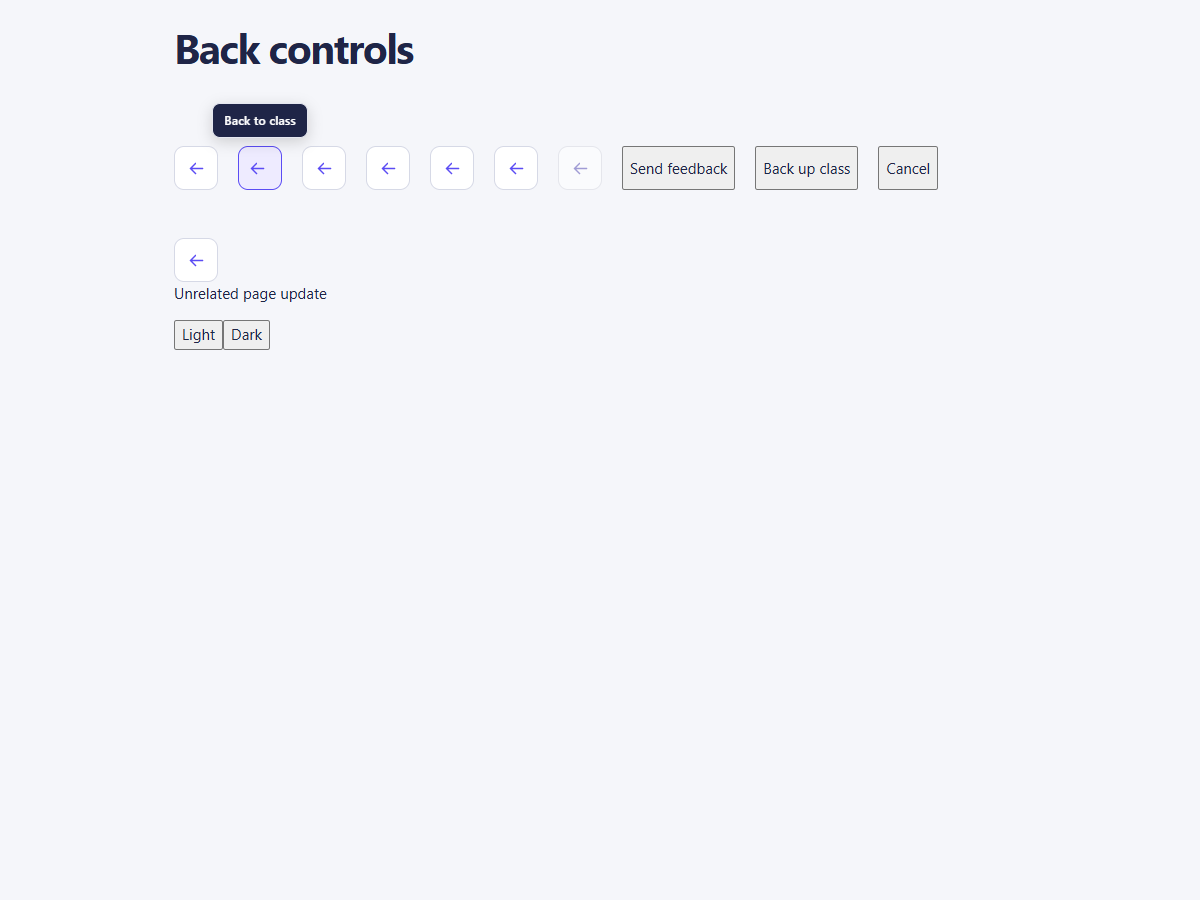 Back controls
Back to class
Send feedback
Back up class
Cancel
Unrelated page update
Light
Dark